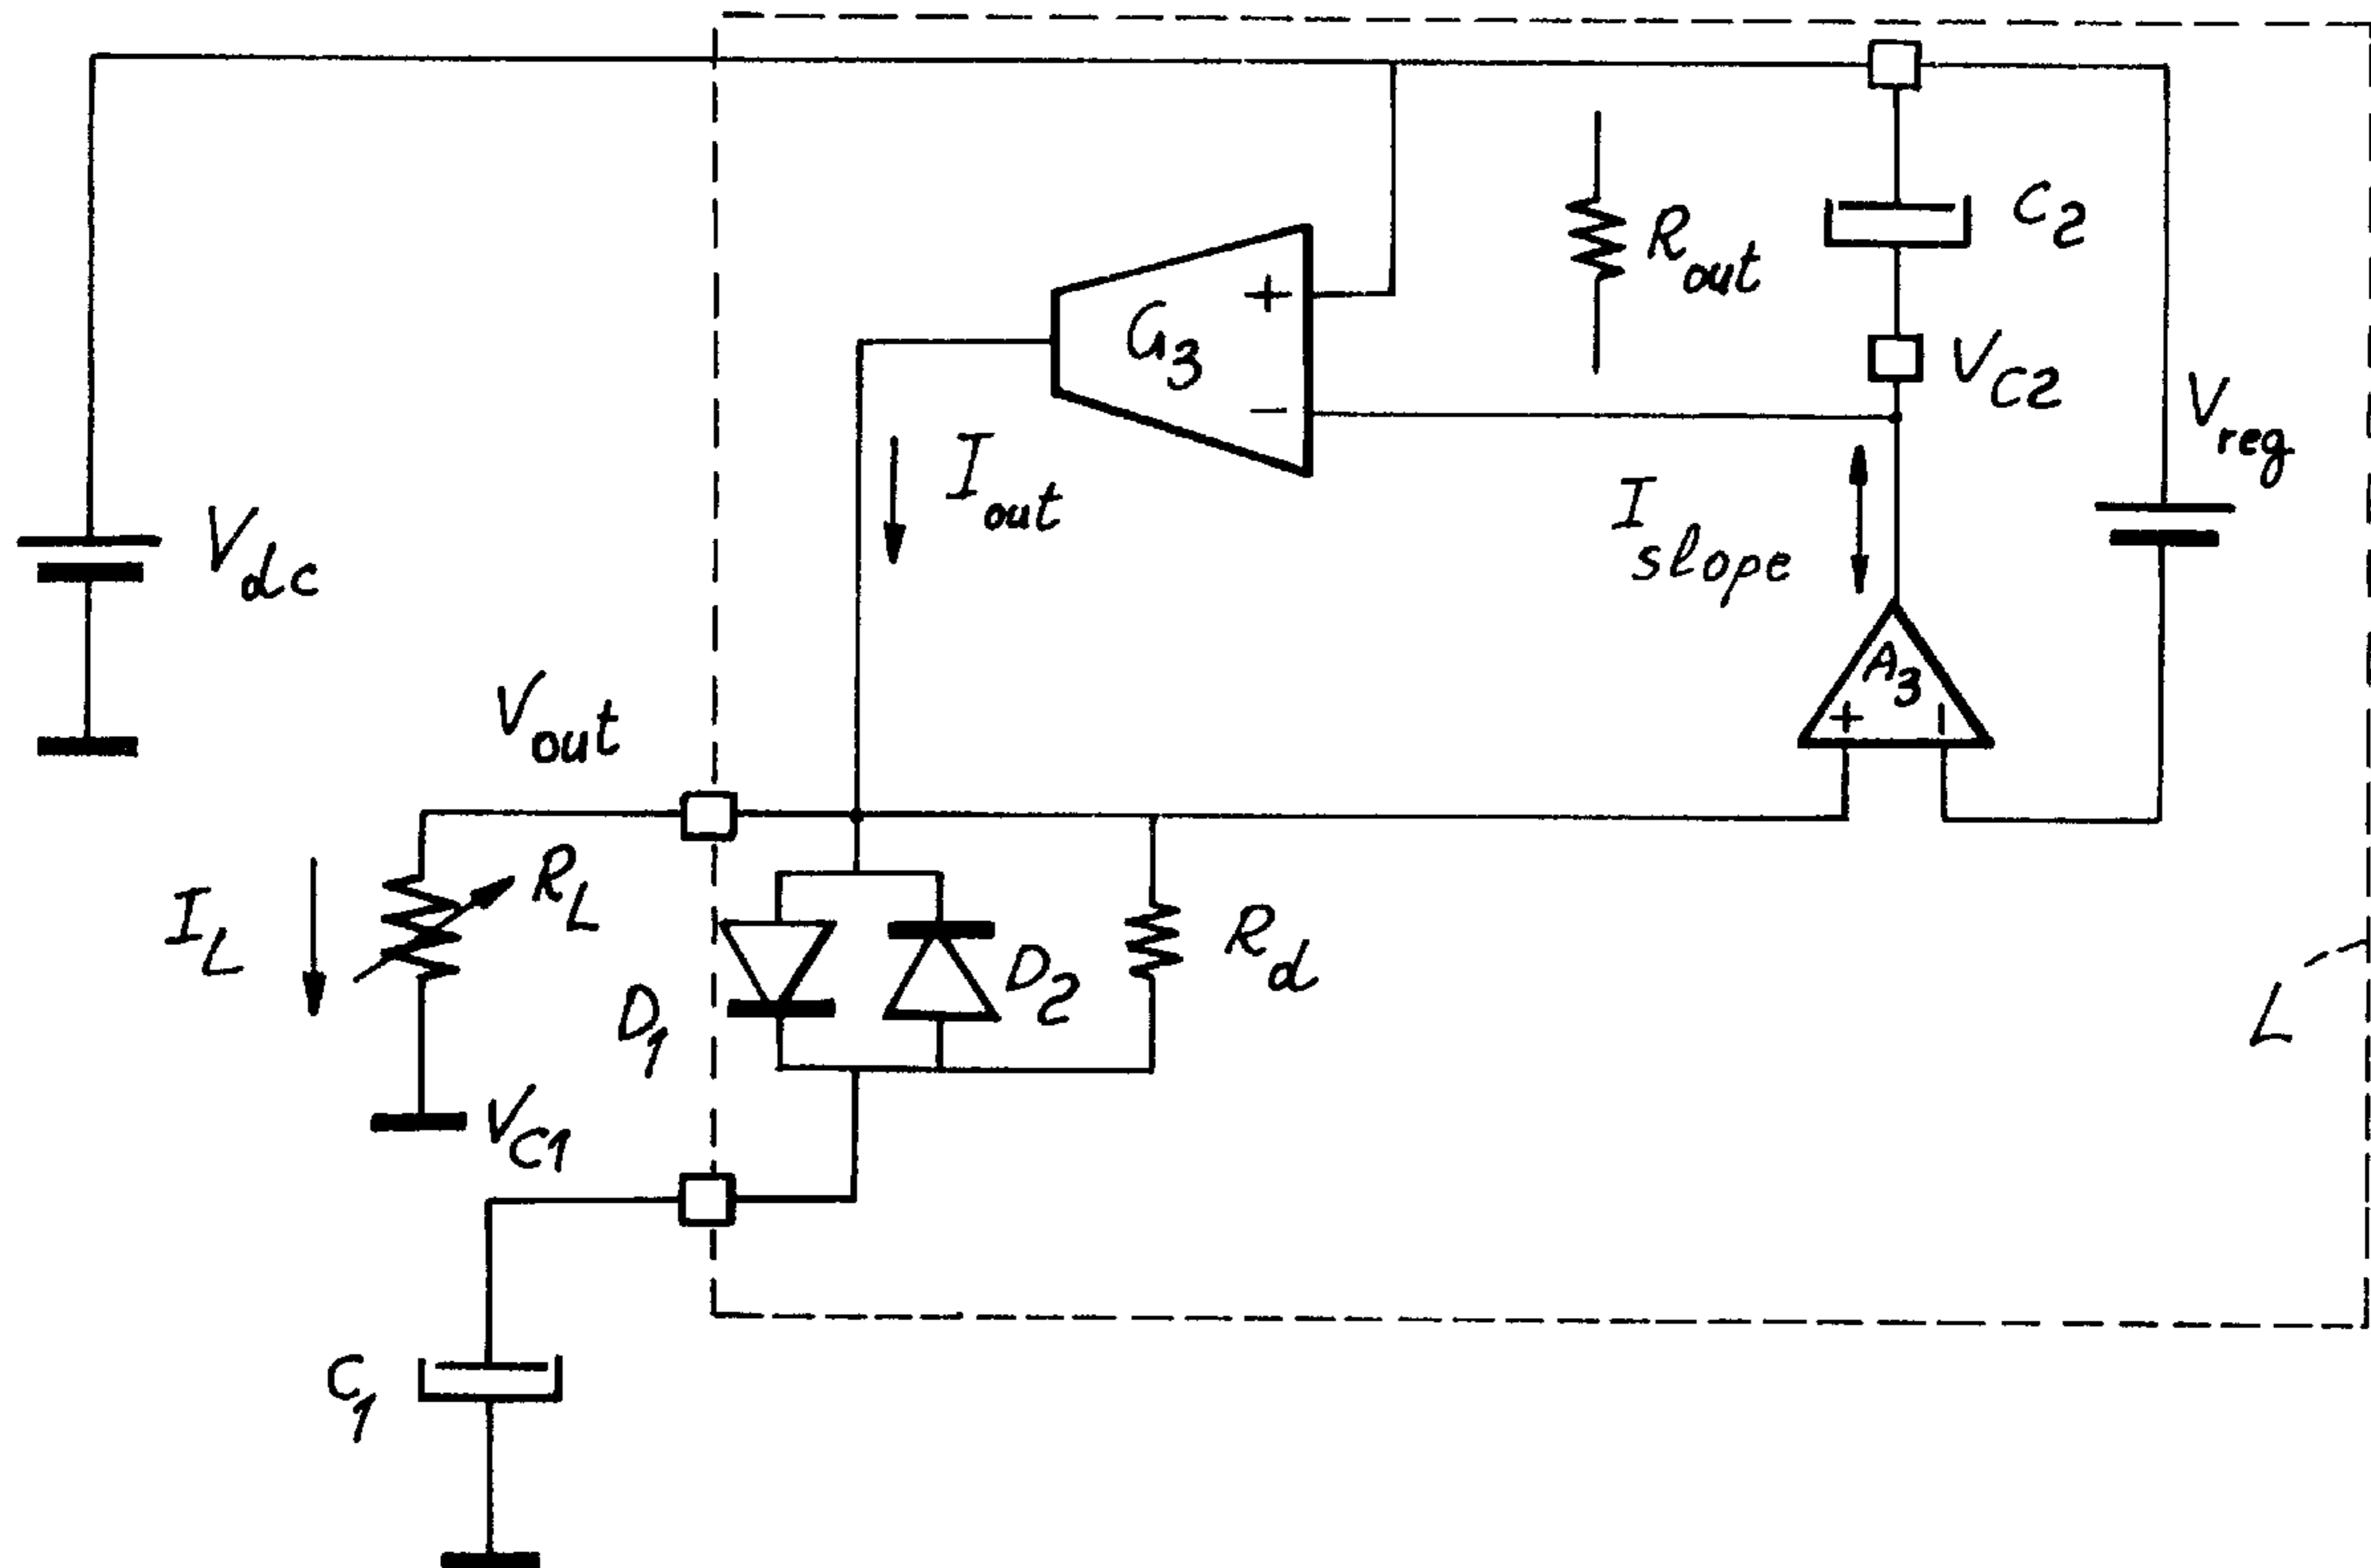 C2
Rout
G3
+
−
VC2
Vreg
Iout
Islope
Vdc
A3
+
−
Vout
RL
IL
Rd
D2
D1
L
VC1
C1